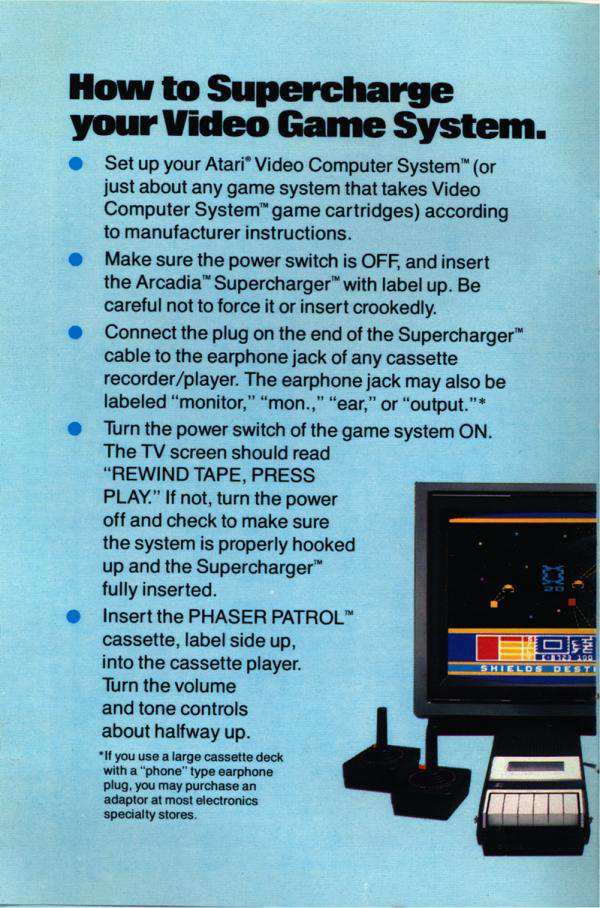 How to Supercharge
your Video Game System.
● Set up your Atari® Video Computer System™ (or
just about any game system that takes Video
Computer System™ game cartridges) according
to manufacturer instructions.
● Make sure the power switch is OFF, and insert
the Arcadia™ Supercharger™ with label up. Be
careful not to force it or insert crookedly.
● Connect the plug on the end of the Supercharger™
cable to the earphone jack of any cassette
recorder/player. The earphone jack may also be
labeled “monitor,” “mon.,” “ear,” or “output.”*
● Turn the power switch of the game system ON.
The TV screen should read
“REWIND TAPE, PRESS
PLAY.” If not, turn the power
off and check to make sure
the system is properly hooked
up and the Supercharger™
fully inserted.
● Insert the PHASER PATROL™
cassette, label side up,
into the cassette player.
Turn the volume
and tone controls
about halfway up.
*If you use a large cassette deck
with a “phone” type earphone
plug, you may purchase an
adaptor at most electronics
specialty stores.
SHIELDS DEST